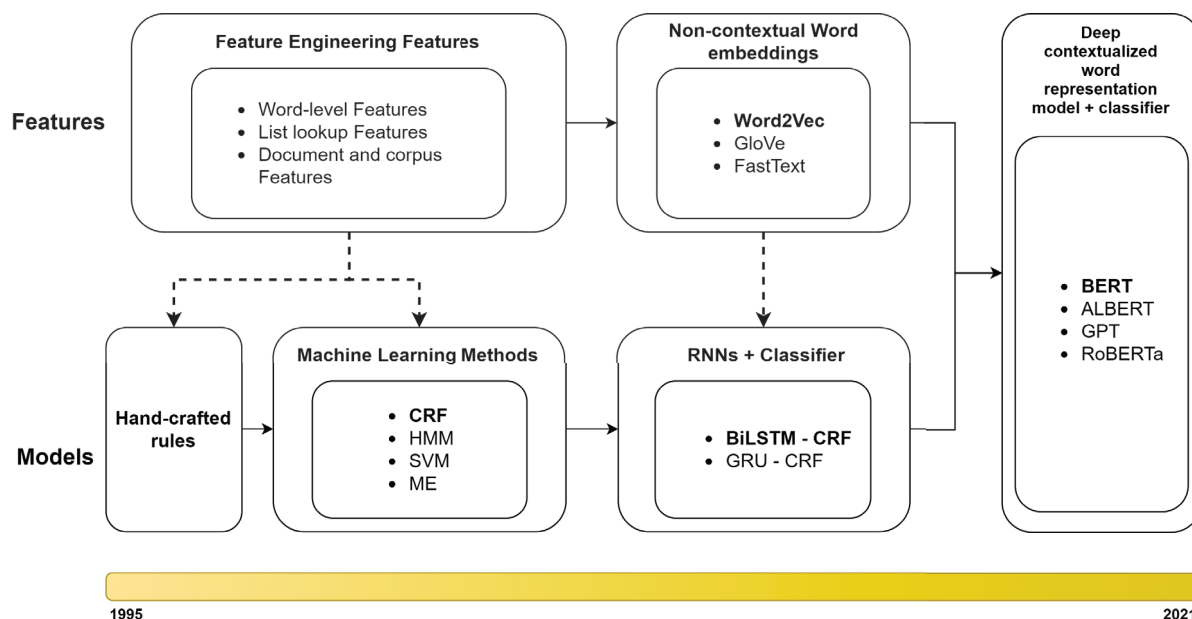 Feature Engineering Features
• Word-level Features
• List lookup Features
• Document and corpus
Features
Non-contextual Word
embeddings
• Word2Vec
• GloVe
• FastText
Deep
contextualized
word
representation
model + classifier
• BERT
• ALBERT
• GPT
• RoBERTa
Features
Models
Hand-crafted
rules
Machine Learning Methods
• CRF
• HMM
• SVM
• ME
RNNs + Classifier
• BiLSTM - CRF
• GRU - CRF
1995
2021